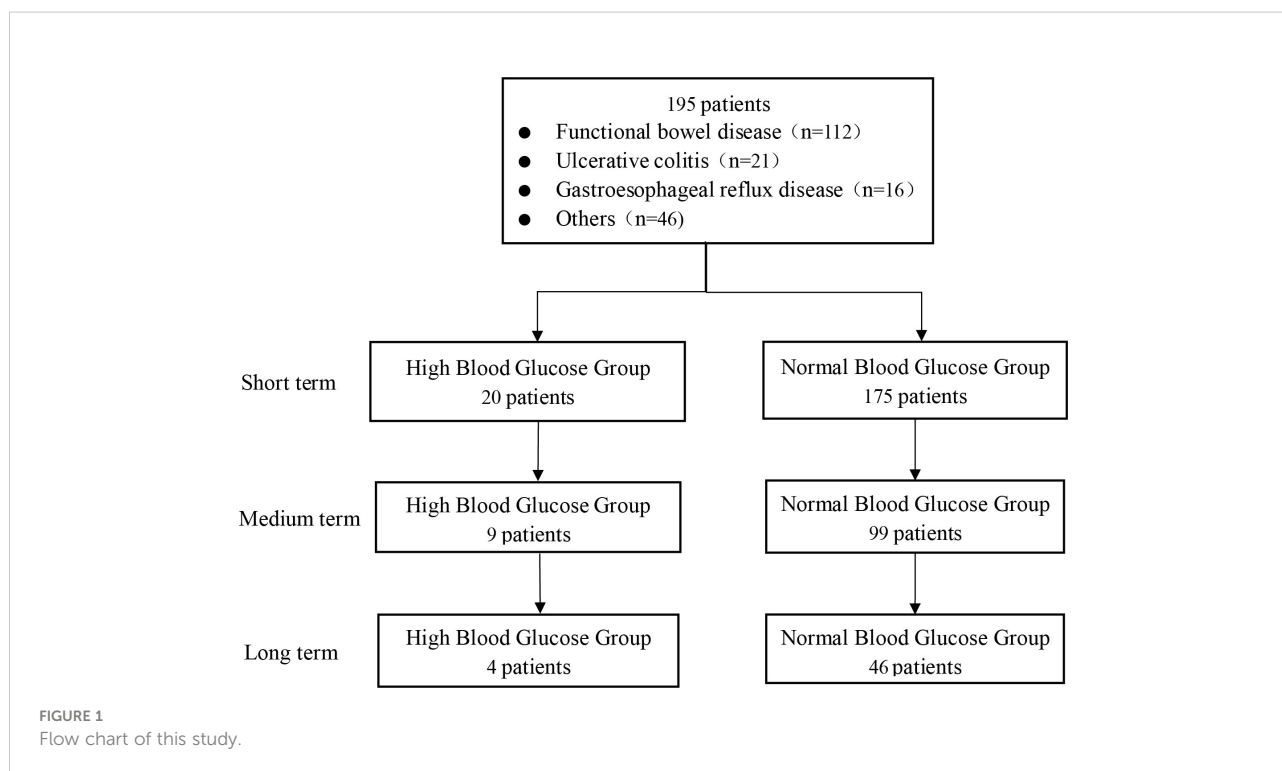 195 patients
● Functional bowel disease（n=112）
● Ulcerative colitis（n=21）
● Gastroesophageal reflux disease（n=16）
● Others（n=46)
Short term
High Blood Glucose Group
20 patients
Normal Blood Glucose Group
175 patients
Medium term
High Blood Glucose Group
9 patients
Normal Blood Glucose Group
99 patients
Long term
High Blood Glucose Group
4 patients
Normal Blood Glucose Group
46 patients
FIGURE 1
Flow chart of this study.